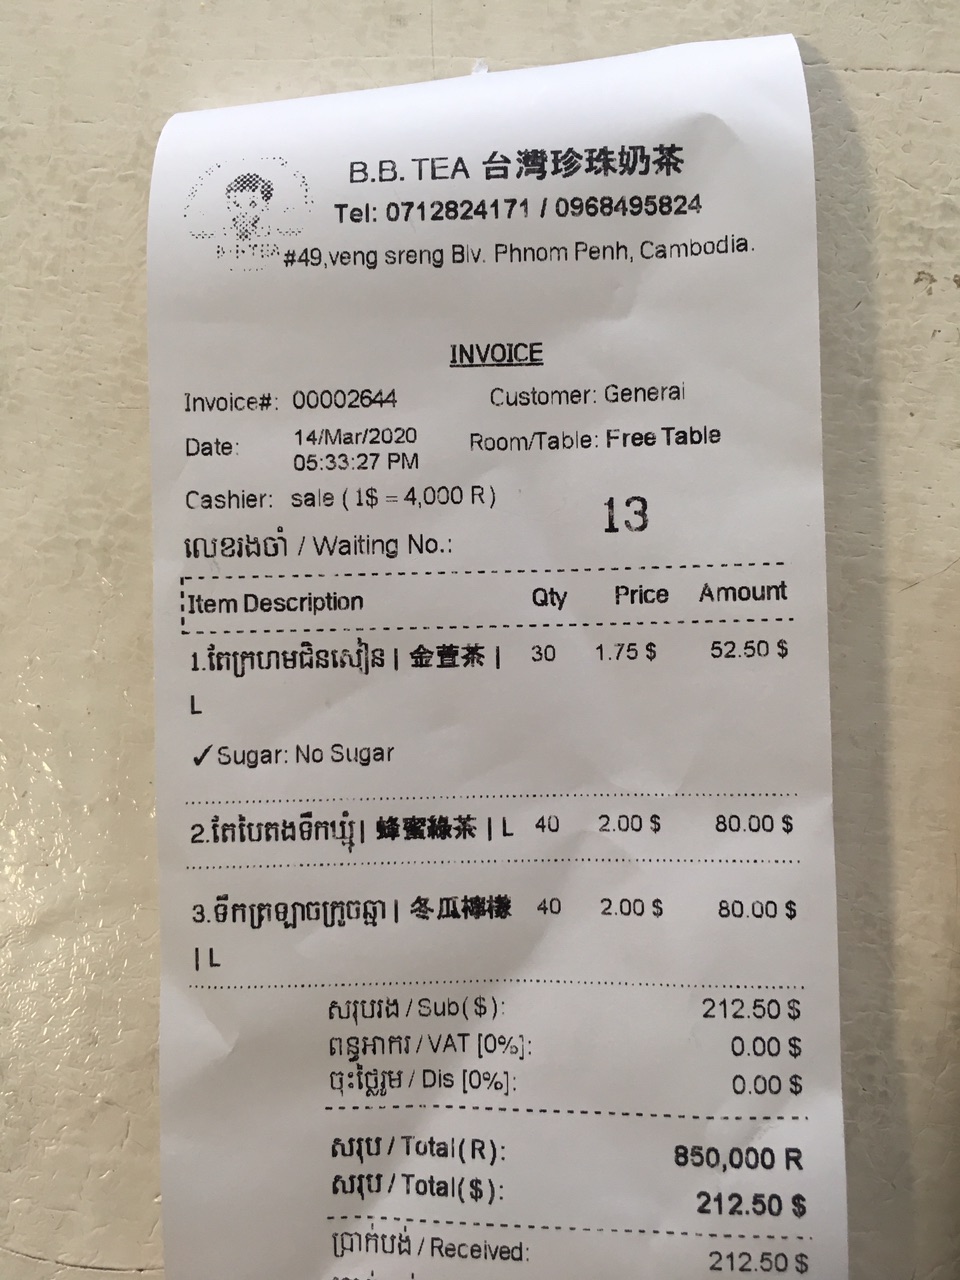 B.B. TEA 台灣珍珠奶茶
Tel: 0712824171 / 0968495824
B·B·TEA #49,veng sreng Blv. Phnom Penh, Cambodia.
INVOICE
Invoice#: 00002644 Customer: General
Date: 14/Mar/2020 Room/Table: Free Table
05:33:27 PM
Cashier: sale ( 1$ = 4,000 R ) 13
លេខរងចាំ / Waiting No.:
Item Description Qty Price Amount
1.តែក្រហមជិនសៀន | 金萱茶 | 30 1.75 $ 52.50 $
L
✓Sugar: No Sugar
2.តែបៃតងទឹកឃ្មុំ | 蜂蜜綠茶 | L 40 2.00 $ 80.00 $
3.ទឹកត្រឡាចក្រូចឆ្មា | 冬瓜檸檬 40 2.00 $ 80.00 $
| L
សរុបរង / Sub($): 212.50 $
ពន្ធអាករ / VAT [0%]: 0.00 $
ចុះថ្លៃរួម / Dis [0%]: 0.00 $
សរុប / Total(R): 850,000 R
សរុប / Total($): 212.50 $
ប្រាក់បង់ / Received: 212.50 $